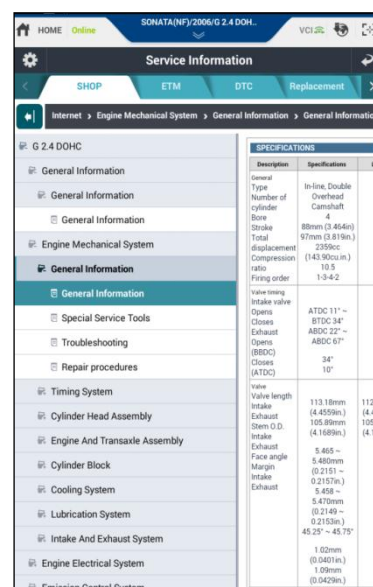 HOME Online
SONATA(NF)/2006/G 2.4 DOH..
VCI
Service Information
SHOP ETM DTC Replacement
Internet › Engine Mechanical System › General Information › General Informatio
G 2.4 DOHC
General Information
General Information
General Information
Engine Mechanical System
General Information
General Information
Special Service Tools
Troubleshooting
Repair procedures
Timing System
Cylinder Head Assembly
Engine And Transaxle Assembly
Cylinder Block
Cooling System
Lubrication System
Intake And Exhaust System
Engine Electrical System
Emission Control System
SPECIFICATIONS
Description Specifications
General
Type
Number of
cylinder
Bore
Stroke
Total
displacement
Compression
ratio
Firing order
In-line, Double
Overhead
Camshaft
4
88mm (3.464in)
97mm (3.819in.)
2359cc
(143.90cu.in.)
10.5
1-3-4-2
Valve timing
Intake valve
Opens
Closes
Exhaust
Opens
(BBDC)
Closes
(ATDC)
ATDC 11° ~
BTDC 34°
ABDC 22° ~
ABDC 67°
34°
10°
Valve
Valve length
Intake
Exhaust
Stem O.D.
Intake
Exhaust
Face angle
Margin
Intake
Exhaust
113.18mm
(4.4559in.)
105.89mm
(4.1689in.)
5.465 ~
5.480mm
(0.2151 ~
0.2157in.)
5.458 ~
5.470mm
(0.2149 ~
0.2153in.)
45.25° ~ 45.75°
1.02mm
(0.0401in.)
1.09mm
(0.0429in.)
112
(4.4
105
(4.1